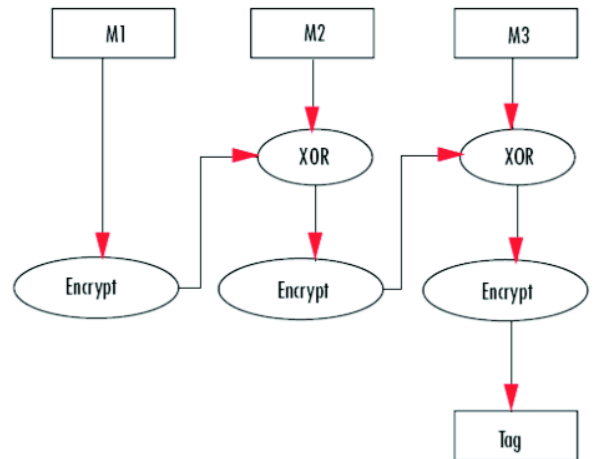 M1
M2
M3
XOR
XOR
Encrypt
Encrypt
Encrypt
Tag